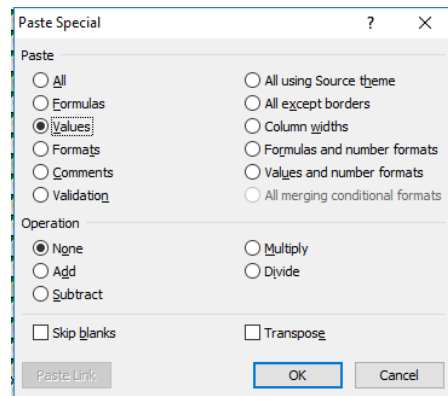 Paste Special ? X
Paste
All
Formulas
Values
Formats
Comments
Validation
All using Source theme
All except borders
Column widths
Formulas and number formats
Values and number formats
All merging conditional formats
Operation
None
Add
Subtract
Multiply
Divide
Skip blanks
Transpose
Paste Link
OK
Cancel